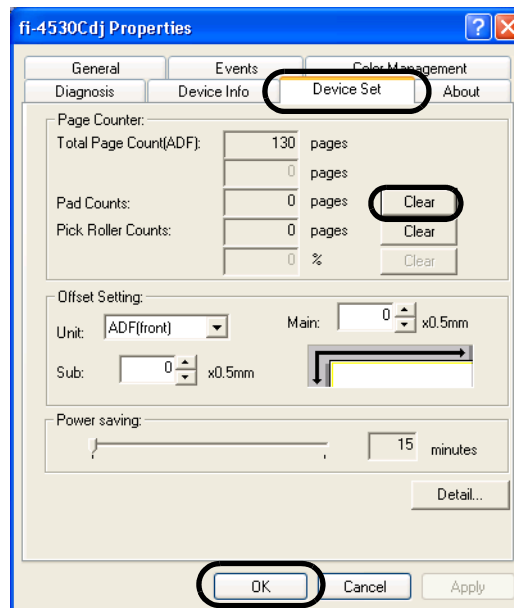 fi-4530Cdj Properties
General Events Color Management
Diagnosis Device Info Device Set About
Page Counter:
Total Page Count(ADF): 130 pages
0 pages
Pad Counts: 0 pages Clear
Pick Roller Counts: 0 pages Clear
0 % Clear
Offset Setting:
Unit: ADF(front) Main: 0 x0.5mm
Sub: 0 x0.5mm
Power saving:
15 minutes
Detail...
OK Cancel Apply